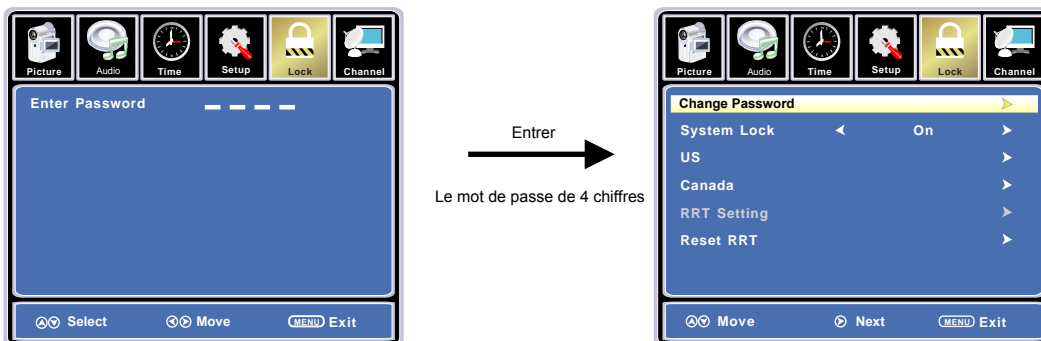 Picture Audio Time Setup Lock Channel
Enter Password _ _ _ _
Select Move MENU Exit
Entrer
Le mot de passe de 4 chiffres
Picture Audio Time Setup Lock Channel
Change Password
System Lock On
US
Canada
RRT Setting
Reset RRT
Move Next MENU Exit